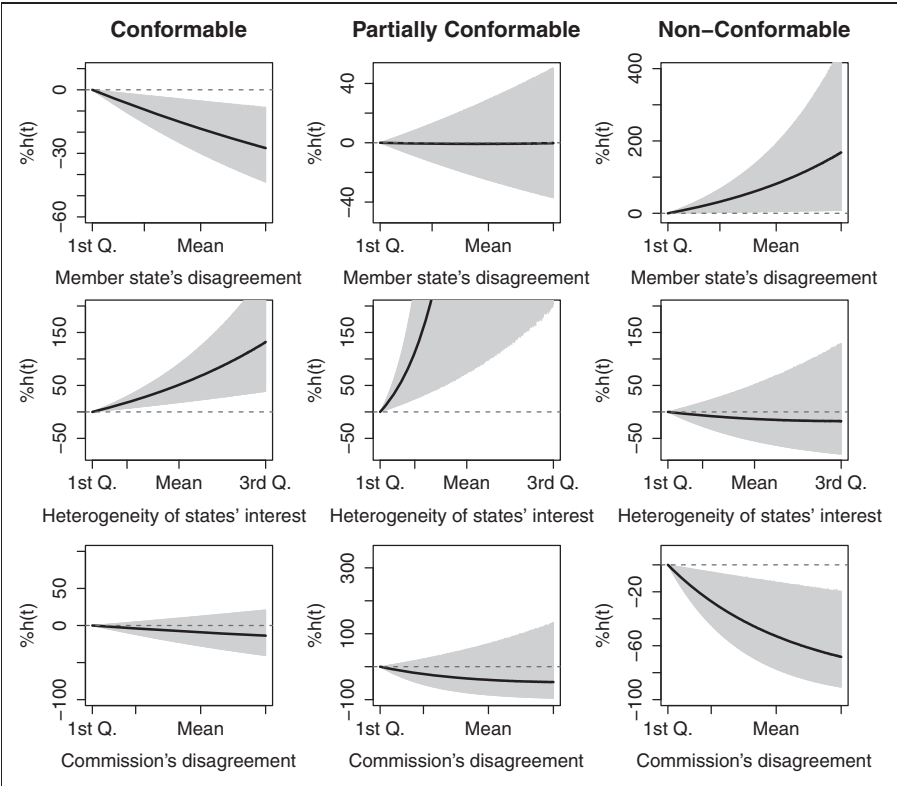 Conformable
Partially Conformable
Non−Conformable
%h(t)
0
−30
−60
1st Q.
Mean
Member state's disagreement
%h(t)
40
0
−40
1st Q.
Mean
Member state's disagreement
%h(t)
400
200
0
1st Q.
Mean
Member state's disagreement
%h(t)
150
50
−50
1st Q.
Mean
3rd Q.
Heterogeneity of states' interest
%h(t)
150
50
−50
1st Q.
Mean
3rd Q.
Heterogeneity of states' interest
%h(t)
150
50
−50
1st Q.
Mean
3rd Q.
Heterogeneity of states' interest
%h(t)
50
0
−100
1st Q.
Mean
Commission's disagreement
%h(t)
300
100
−100
1st Q.
Mean
Commission's disagreement
%h(t)
−20
−60
−100
1st Q.
Mean
Commission's disagreement